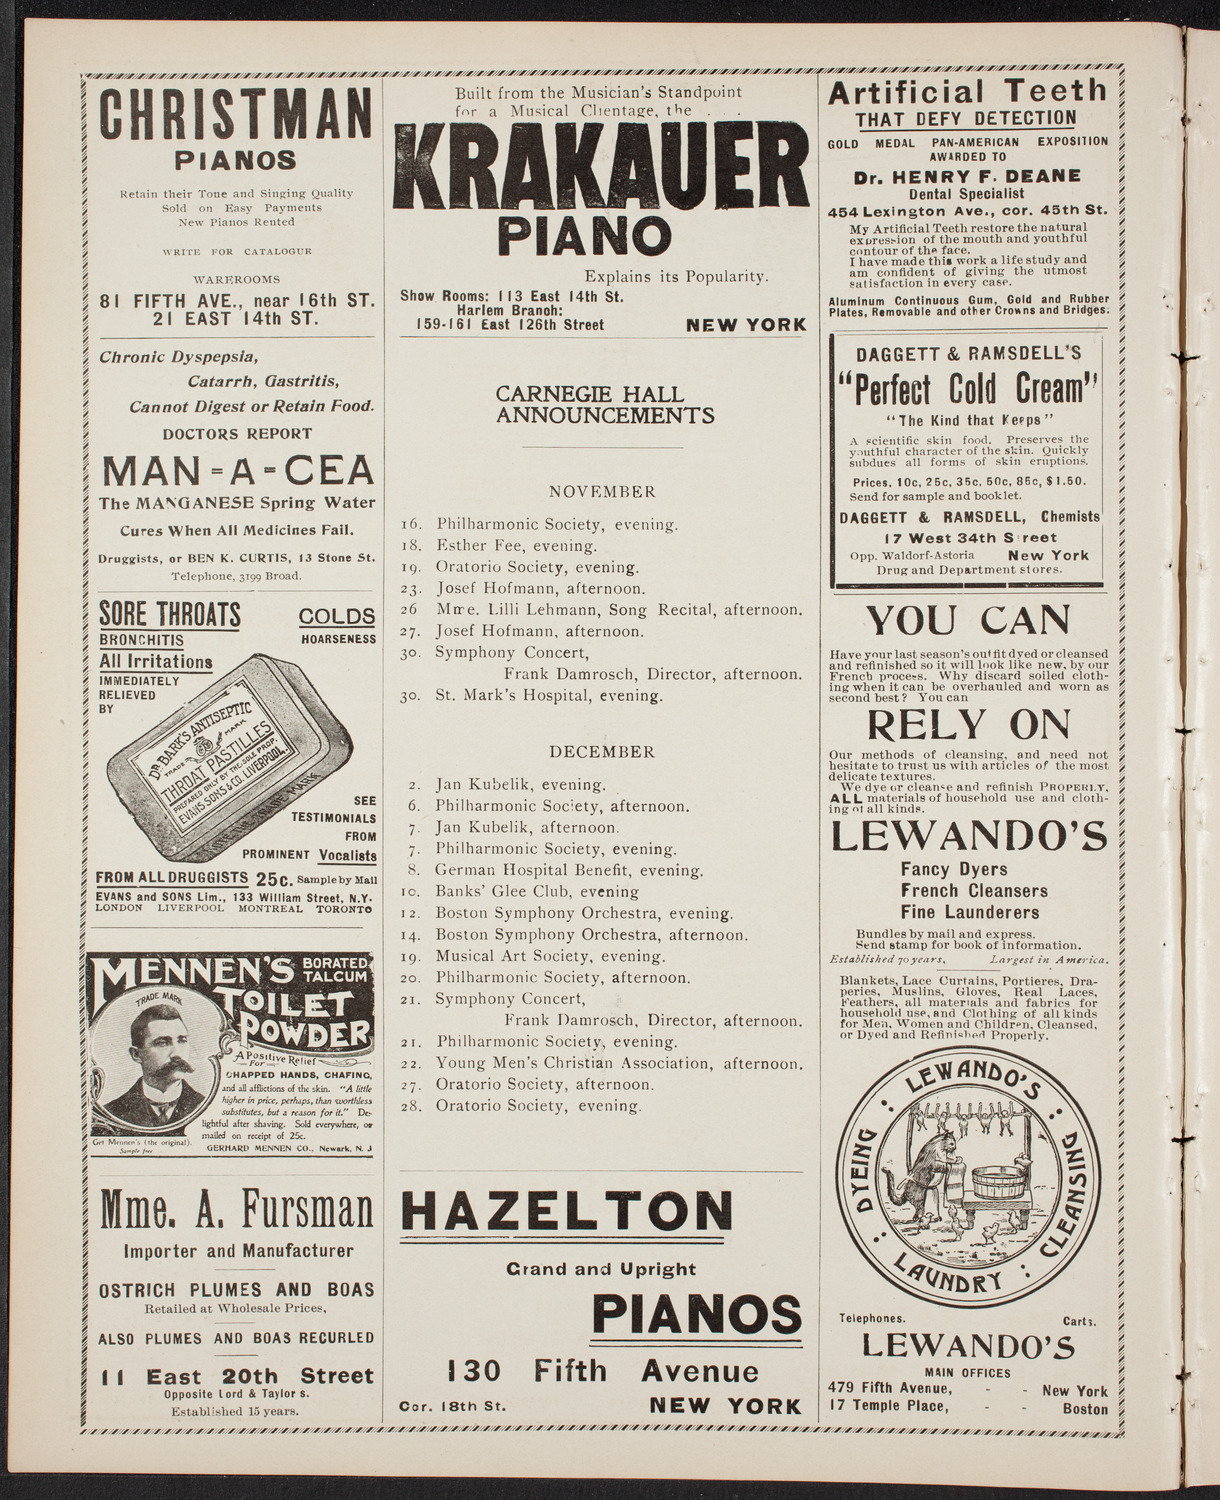 CHRISTMAN
PIANOS
Retain their Tone and Singing Quality
Sold on Easy Payments
New Pianos Rented
WRITE FOR CATALOGUE
WAREROOMS
81 FIFTH AVE., near 16th ST.
21 EAST 14th ST.
Chronic Dyspepsia,
Catarrh, Gastritis,
Cannot Digest or Retain Food.
DOCTORS REPORT
MAN-A-CEA
The MANGANESE Spring Water
Cures When All Medicines Fail.
Druggists, or BEN K. CURTIS, 13 Stone St.
Telephone, 3199 Broad.
SORE THROATS COLDS
BRONCHITIS HOARSENESS
All Irritations
IMMEDIATELY
RELIEVED
BY
DR BARK'S ANTISEPTIC
TRADE MARK
THROAT PASTILLES
PREPARED ONLY BY THE SOLE PROP.
EVANS SONS & CO. LIVERPOOL.
TRADE MARK
SEE
TESTIMONIALS
FROM
PROMINENT Vocalists
FROM ALL DRUGGISTS 25c. Sample by Mail
EVANS and SONS Lim., 133 William Street, N.Y.
LONDON LIVERPOOL MONTREAL TORONTO
MENNEN'S BORATED
TALCUM
TOILET
POWDER
TRADE MARK
A Positive Relief
For
CHAPPED HANDS, CHAFING,
and all afflictions of the skin. "A little
higher in price, perhaps, than worthless
substitutes, but a reason for it." De-
lightful after shaving. Sold everywhere, or
mailed on receipt of 25c.
Get Mennen's (the original).
Sample free
GERHARD MENNEN CO., Newark, N. J
Mme. A. Fursman
Importer and Manufacturer
OSTRICH PLUMES AND BOAS
Retailed at Wholesale Prices,
ALSO PLUMES AND BOAS RECURLED
11 East 20th Street
Opposite Lord & Taylor s.
Established 15 years.
Built from the Musician's Standpoint
for a Musical Clientage, the . . .
KRAKAUER
PIANO
Explains its Popularity.
Show Rooms: 113 East 14th St.
Harlem Branch:
159-161 East 126th Street NEW YORK
CARNEGIE HALL
ANNOUNCEMENTS
NOVEMBER
16. Philharmonic Society, evening.
18. Esther Fee, evening.
19. Oratorio Society, evening.
23. Josef Hofmann, afternoon.
26 Mme. Lilli Lehmann, Song Recital, afternoon.
27. Josef Hofmann, afternoon.
30. Symphony Concert,
Frank Damrosch, Director, afternoon.
30. St. Mark's Hospital, evening.
DECEMBER
2. Jan Kubelik, evening.
6. Philharmonic Society, afternoon.
7. Jan Kubelik, afternoon.
7. Philharmonic Society, evening.
8. German Hospital Benefit, evening.
10. Banks' Glee Club, evening
12. Boston Symphony Orchestra, evening.
14. Boston Symphony Orchestra, afternoon.
19. Musical Art Society, evening.
20. Philharmonic Society, afternoon.
21. Symphony Concert,
Frank Damrosch, Director, afternoon.
21. Philharmonic Society, evening.
22. Young Men's Christian Association, afternoon.
27. Oratorio Society, afternoon.
28. Oratorio Society, evening.
HAZELTON
Grand and Upright
PIANOS
130 Fifth Avenue
Cor. 18th St. NEW YORK
Artificial Teeth
THAT DEFY DETECTION
GOLD MEDAL PAN-AMERICAN EXPOSITION
AWARDED TO
Dr. HENRY F. DEANE
Dental Specialist
454 Lexington Ave., cor. 45th St.
My Artificial Teeth restore the natural
expression of the mouth and youthful
contour of the face.
I have made this work a life study and
am confident of giving the utmost
satisfaction in every case.
Aluminum Continuous Gum, Gold and Rubber
Plates, Removable and other Crowns and Bridges.
DAGGETT & RAMSDELL'S
"Perfect Cold Cream"
"The Kind that Keeps"
A scientific skin food. Preserves the
youthful character of the skin. Quickly
subdues all forms of skin eruptions.
Prices, 10c, 25c, 35c, 50c, 85c, $1.50.
Send for sample and booklet.
DAGGETT & RAMSDELL, Chemists
17 West 34th S reet
Opp. Waldorf-Astoria New York
Drug and Department stores.
YOU CAN
Have your last season's outfit dyed or cleansed
and refinished so it will look like new, by our
French process. Why discard soiled cloth-
ing when it can be overhauled and worn as
second best? You can
RELY ON
Our methods of cleansing, and need not
hesitate to trust us with articles of the most
delicate textures.
We dye or cleanse and refinish PROPERLY,
ALL materials of household use and cloth-
ing of all kinds.
LEWANDO'S
Fancy Dyers
French Cleansers
Fine Launderers
Bundles by mail and express.
Send stamp for book of information.
Established 70 years, Largest in America.
Blankets, Lace Curtains, Portieres, Dra-
peries, Muslins, Gloves, Real Laces,
Feathers, all materials and fabrics for
household use, and Clothing of all kinds
for Men, Women and Children, Cleansed,
or Dyed and Refinished Properly.
LEWANDO'S
DYEING : CLEANSING
: LAUNDRY :
Telephones. Carts.
LEWANDO'S
MAIN OFFICES
479 Fifth Avenue, - - New York
17 Temple Place, - - Boston